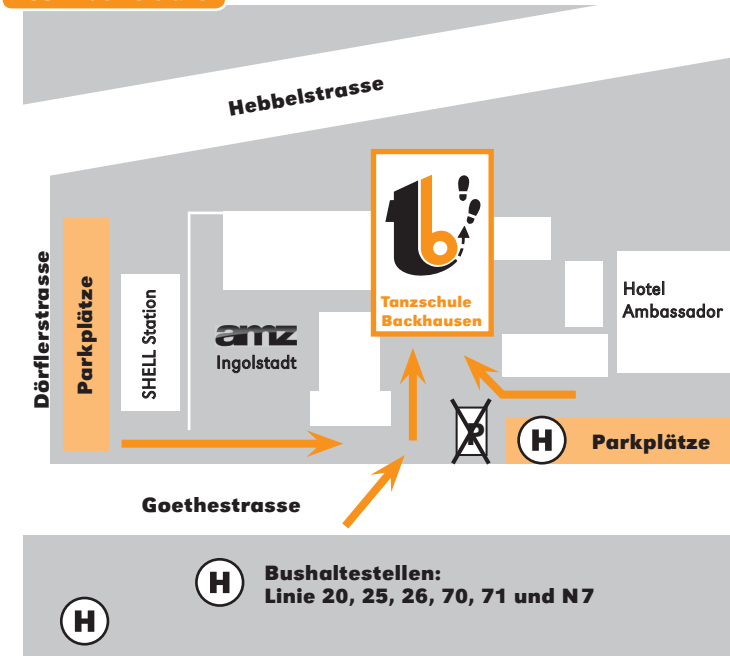 Hebbelstrasse
Dörflerstrasse
Parkplätze
SHELL Station
amz
Ingolstadt
tb
Tanzschule
Backhausen
Hotel
Ambassador
P
H
Parkplätze
Goethestrasse
H
Bushaltestellen:
Linie 20, 25, 26, 70, 71 und N7
H